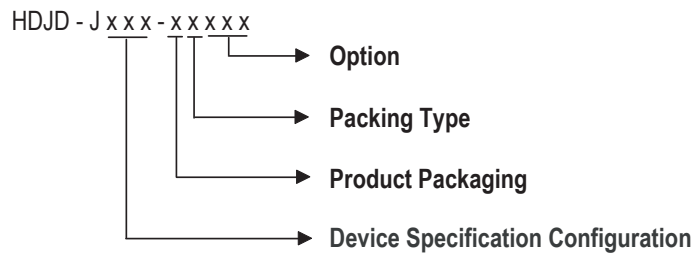 HDJD - J x x x - x x x x x
Option
Packing Type
Product Packaging
Device Specification Configuration